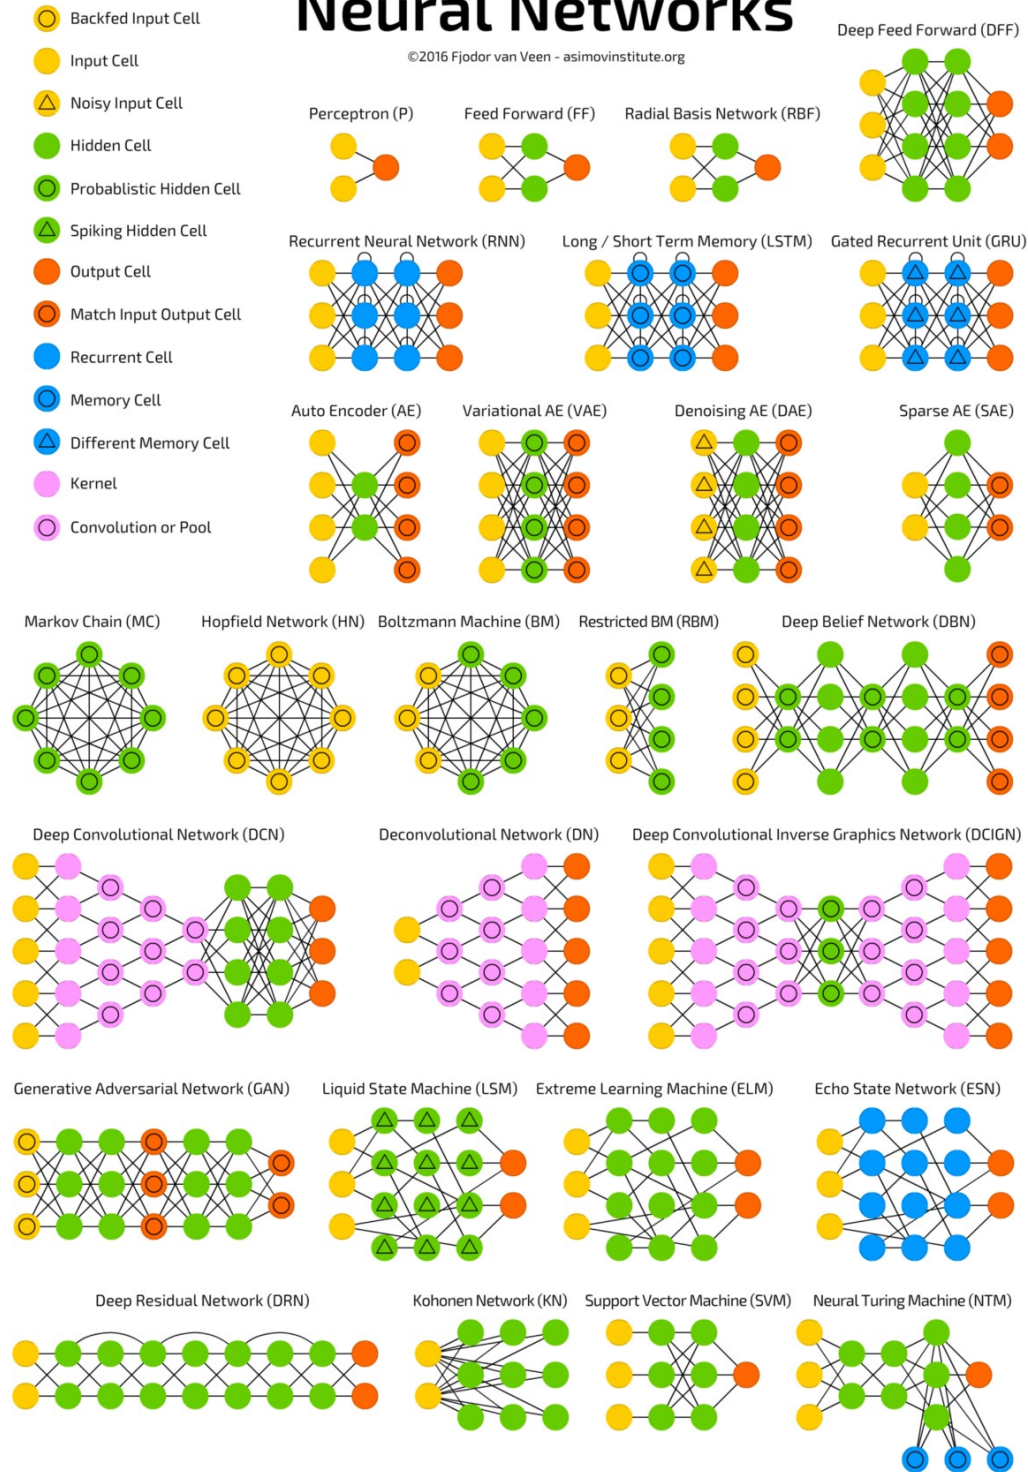 Neural Networks
©2016 Fjodor van Veen - asimovinstitute.org
Backfed Input Cell
Input Cell
Noisy Input Cell
Hidden Cell
Probablistic Hidden Cell
Spiking Hidden Cell
Output Cell
Match Input Output Cell
Recurrent Cell
Memory Cell
Different Memory Cell
Kernel
Convolution or Pool
Deep Feed Forward (DFF)
Perceptron (P)
Feed Forward (FF)
Radial Basis Network (RBF)
Recurrent Neural Network (RNN)
Long / Short Term Memory (LSTM)
Gated Recurrent Unit (GRU)
Auto Encoder (AE)
Variational AE (VAE)
Denoising AE (DAE)
Sparse AE (SAE)
Markov Chain (MC)
Hopfield Network (HN)
Boltzmann Machine (BM)
Restricted BM (RBM)
Deep Belief Network (DBN)
Deep Convolutional Network (DCN)
Deconvolutional Network (DN)
Deep Convolutional Inverse Graphics Network (DCIGN)
Generative Adversarial Network (GAN)
Liquid State Machine (LSM)
Extreme Learning Machine (ELM)
Echo State Network (ESN)
Deep Residual Network (DRN)
Kohonen Network (KN)
Support Vector Machine (SVM)
Neural Turing Machine (NTM)